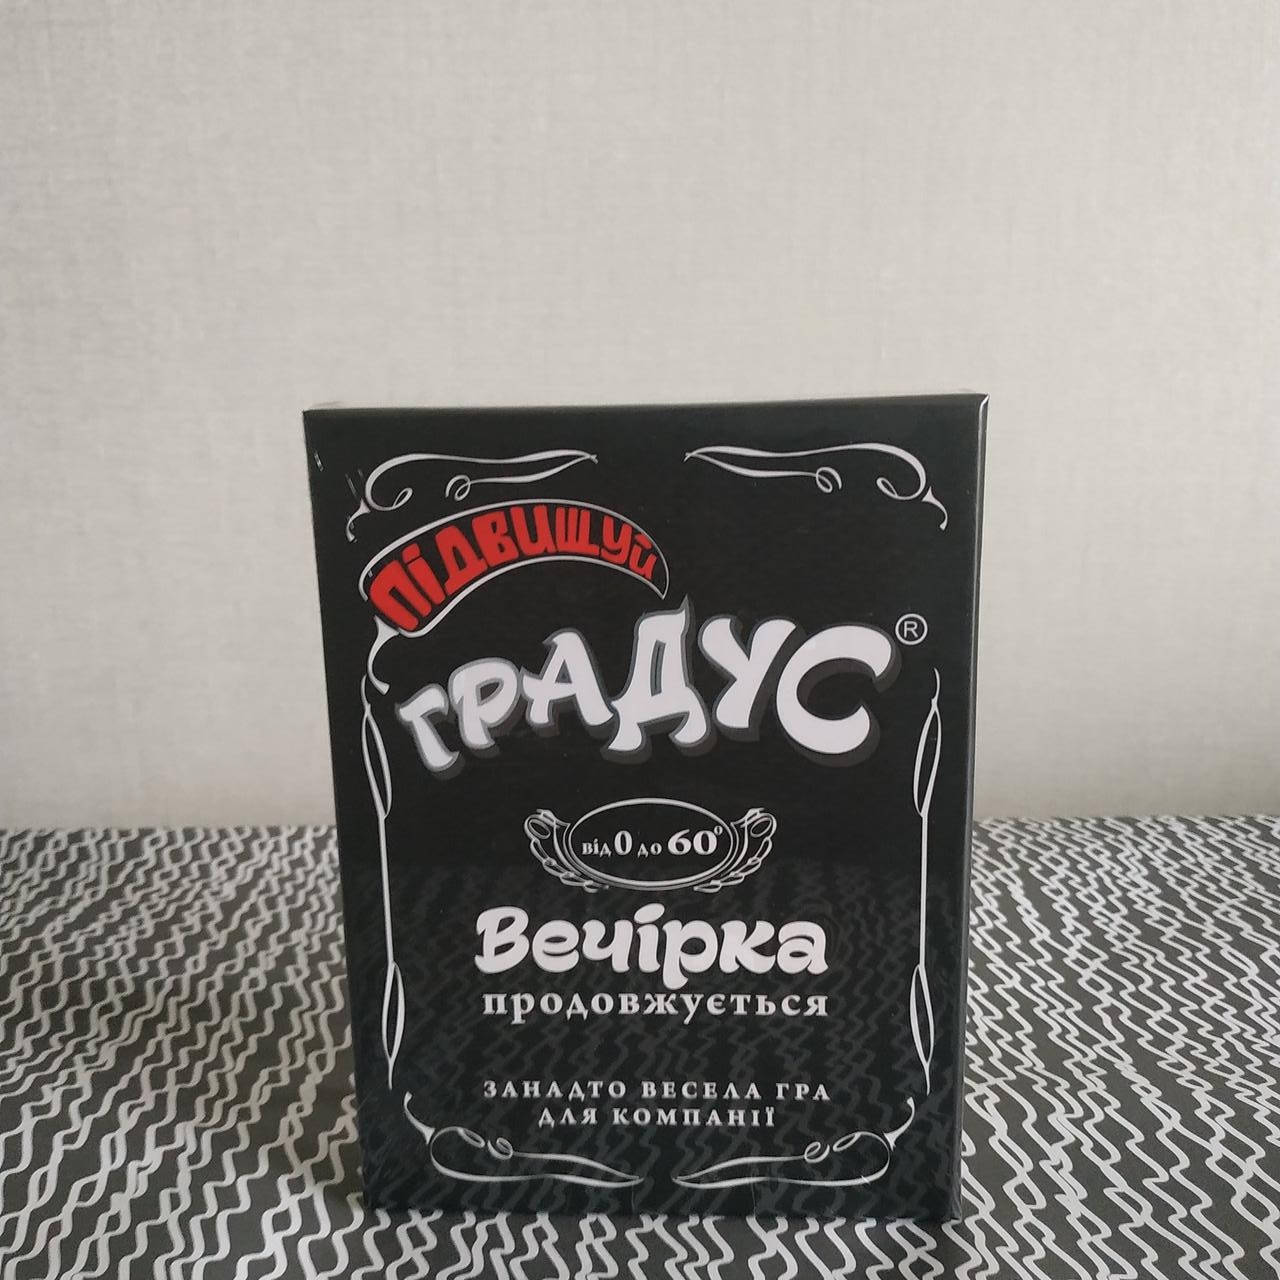 ПІДВИЩУЙ
ГРАДУС®
від 0 до 60°
Вечірка
продовжується
ЗАНАДТО ВЕСЕЛА ГРА
ДЛЯ КОМПАНІЇ